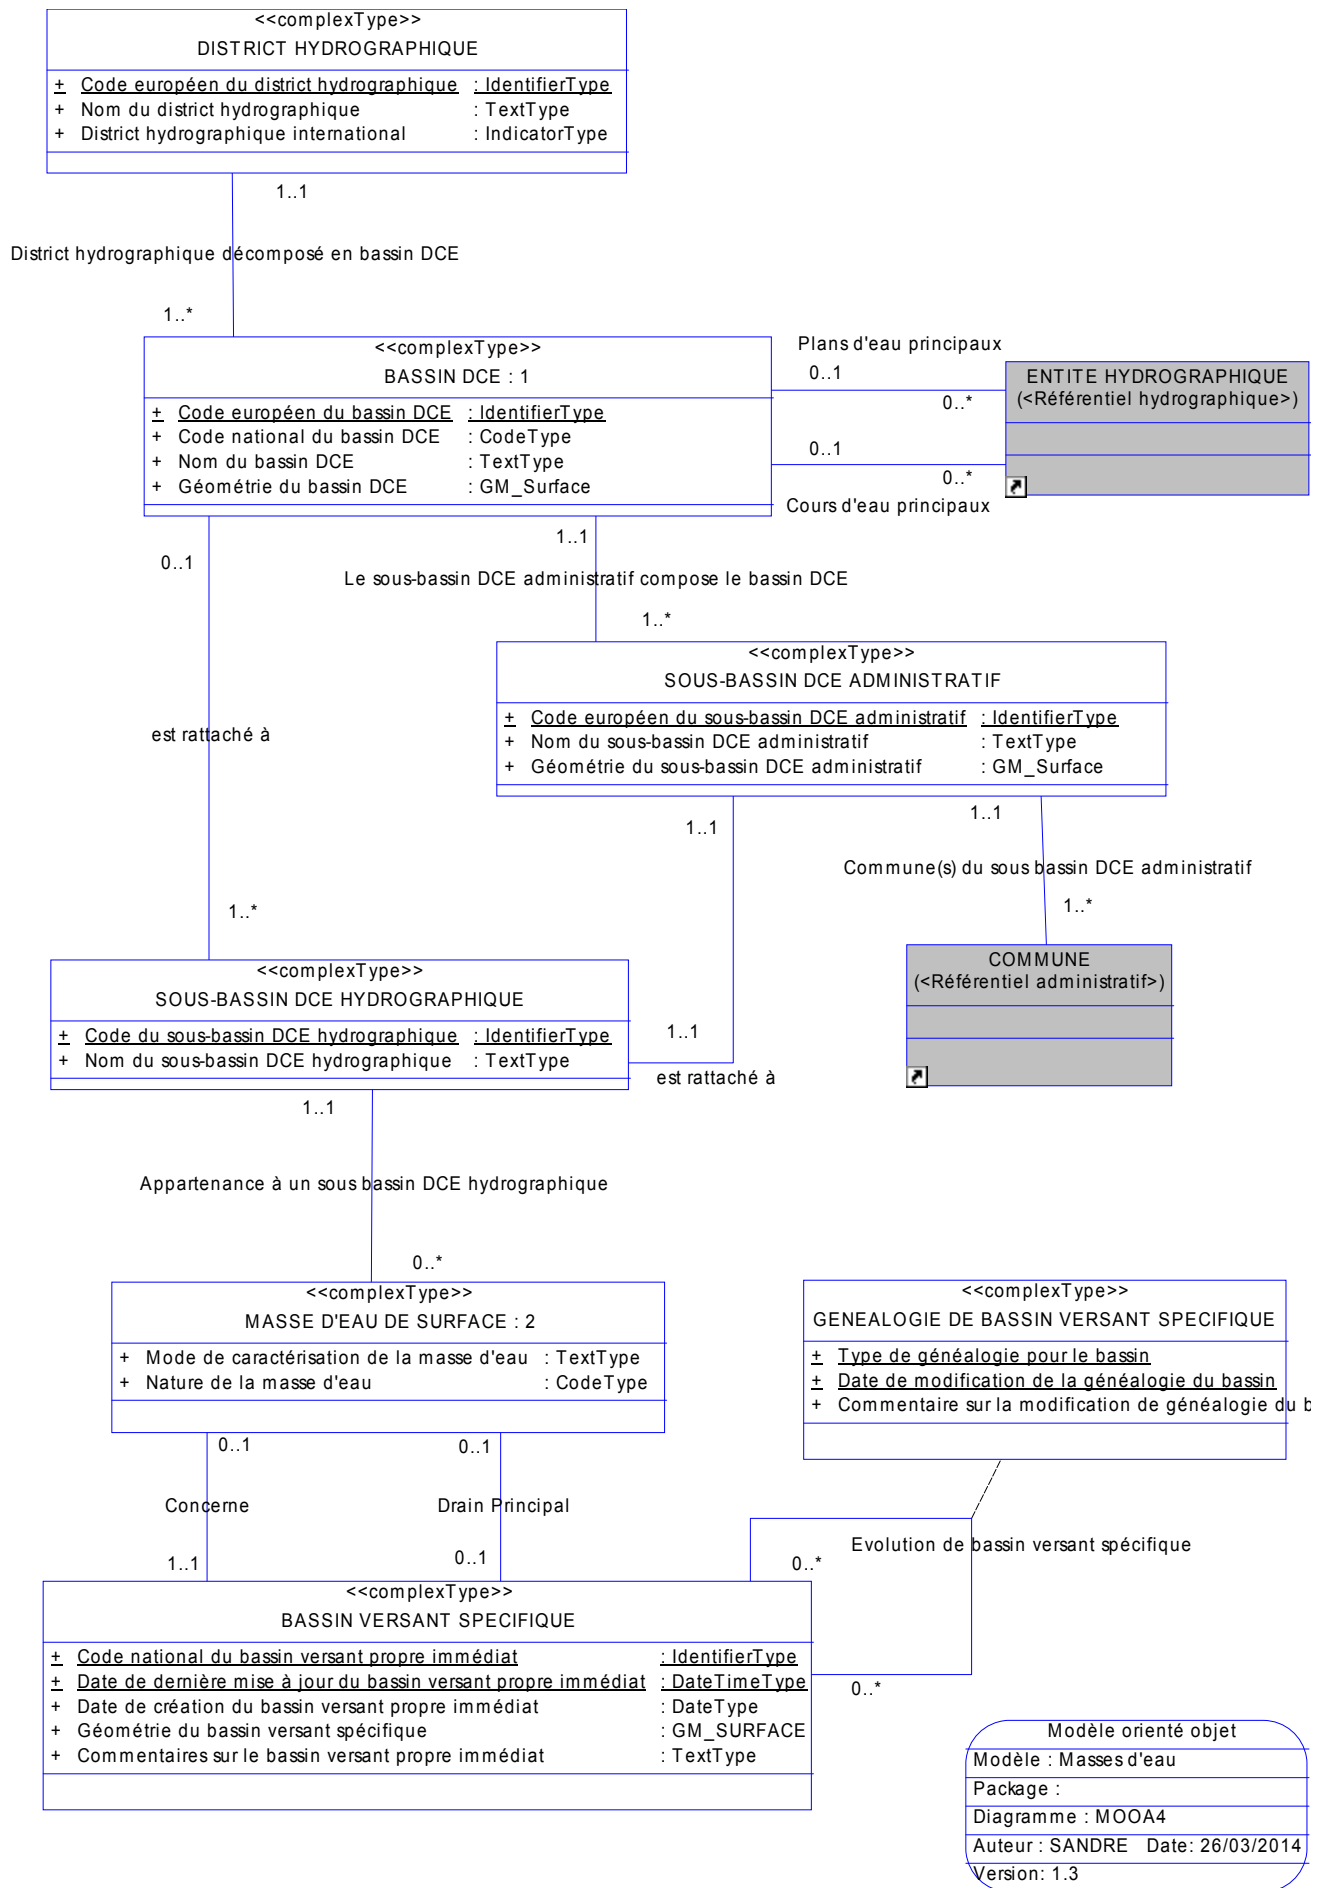 <<complexType>>
DISTRICT HYDROGRAPHIQUE
+ Code européen du district hydrographique : IdentifierType
+ Nom du district hydrographique : TextType
+ District hydrographique international : IndicatorType
1..1
District hydrographique décomposé en bassin DCE
1..*
<<complexType>>
BASSIN DCE : 1
+ Code européen du bassin DCE : IdentifierType
+ Code national du bassin DCE : CodeType
+ Nom du bassin DCE : TextType
+ Géométrie du bassin DCE : GM_Surface
Plans d'eau principaux
0..1
0..*
0..1
0..*
Cours d'eau principaux
ENTITE HYDROGRAPHIQUE
(<Référentiel hydrographique>)
0..1
1..1
Le sous-bassin DCE administratif compose le bassin DCE
1..*
<<complexType>>
SOUS-BASSIN DCE ADMINISTRATIF
+ Code européen du sous-bassin DCE administratif : IdentifierType
+ Nom du sous-bassin DCE administratif : TextType
+ Géométrie du sous-bassin DCE administratif : GM_Surface
est rattaché à
1..1
1..1
Commune(s) du sous bassin DCE administratif
1..*
1..*
COMMUNE
(<Référentiel administratif>)
<<complexType>>
SOUS-BASSIN DCE HYDROGRAPHIQUE
+ Code du sous-bassin DCE hydrographique : IdentifierType
+ Nom du sous-bassin DCE hydrographique : TextType
1..1
est rattaché à
1..1
Appartenance à un sous bassin DCE hydrographique
0..*
<<complexType>>
MASSE D'EAU DE SURFACE : 2
+ Mode de caractérisation de la masse d'eau : TextType
+ Nature de la masse d'eau : CodeType
<<complexType>>
GENEALOGIE DE BASSIN VERSANT SPECIFIQUE
+ Type de généalogie pour le bassin
+ Date de modification de la généalogie du bassin
+ Commentaire sur la modification de généalogie du b
0..1
0..1
Concerne
Drain Principal
1..1
0..1
Evolution de bassin versant spécifique
0..*
0..*
<<complexType>>
BASSIN VERSANT SPECIFIQUE
+ Code national du bassin versant propre immédiat : IdentifierType
+ Date de dernière mise à jour du bassin versant propre immédiat : DateTimeType
+ Date de création du bassin versant propre immédiat : DateType
+ Géométrie du bassin versant spécifique : GM_SURFACE
+ Commentaires sur le bassin versant propre immédiat : TextType
Modèle orienté objet
Modèle : Masses d'eau
Package :
Diagramme : MOOA4
Auteur : SANDRE Date: 26/03/2014
Version: 1.3